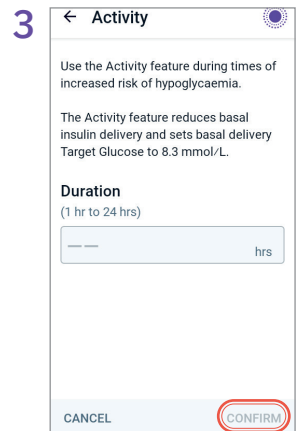 3
← Activity
Use the Activity feature during times of
increased risk of hypoglycaemia.
The Activity feature reduces basal
insulin delivery and sets basal delivery
Target Glucose to 8.3 mmol/L.
Duration
(1 hr to 24 hrs)
—— hrs
CANCEL CONFIRM